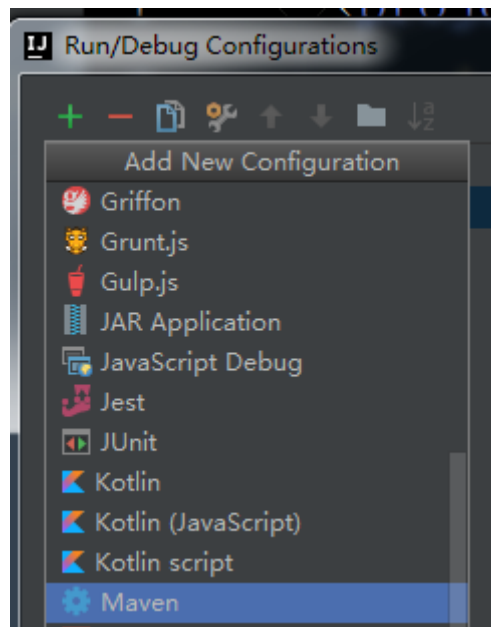 Run/Debug Configurations
Add New Configuration
Griffon
Grunt.js
Gulp.js
JAR Application
JavaScript Debug
Jest
JUnit
Kotlin
Kotlin (JavaScript)
Kotlin script
Maven